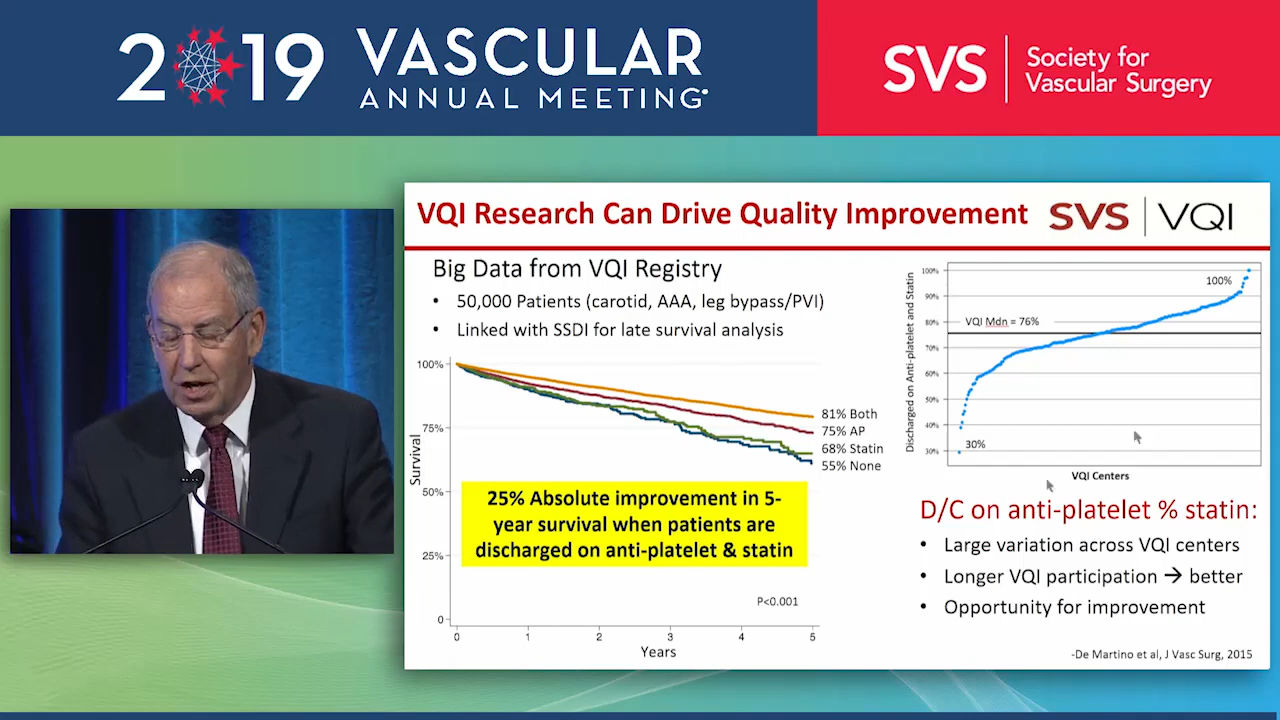 2019 VASCULAR
ANNUAL MEETING
SVS
Society for
Vascular Surgery
VQI Research Can Drive Quality Improvement
SVS VQI
Big Data from VQI Registry
• 50,000 Patients (carotid, AAA, leg bypass/PVI)
• Linked with SSDI for late survival analysis
100%
75%
50%
25%
0
Survival
0 1 2 3 4 5
Years
81% Both
75% AP
68% Statin
55% None
25% Absolute improvement in 5-
year survival when patients are
discharged on anti-platelet & statin
P<0.001
Discharged on Anti-platelet and Statin
100%
90%
80%
70%
60%
50%
40%
30%
100%
VQI Mdn = 76%
30%
VQI Centers
D/C on anti-platelet % statin:
• Large variation across VQI centers
• Longer VQI participation → better
• Opportunity for improvement
-De Martino et al, J Vasc Surg, 2015